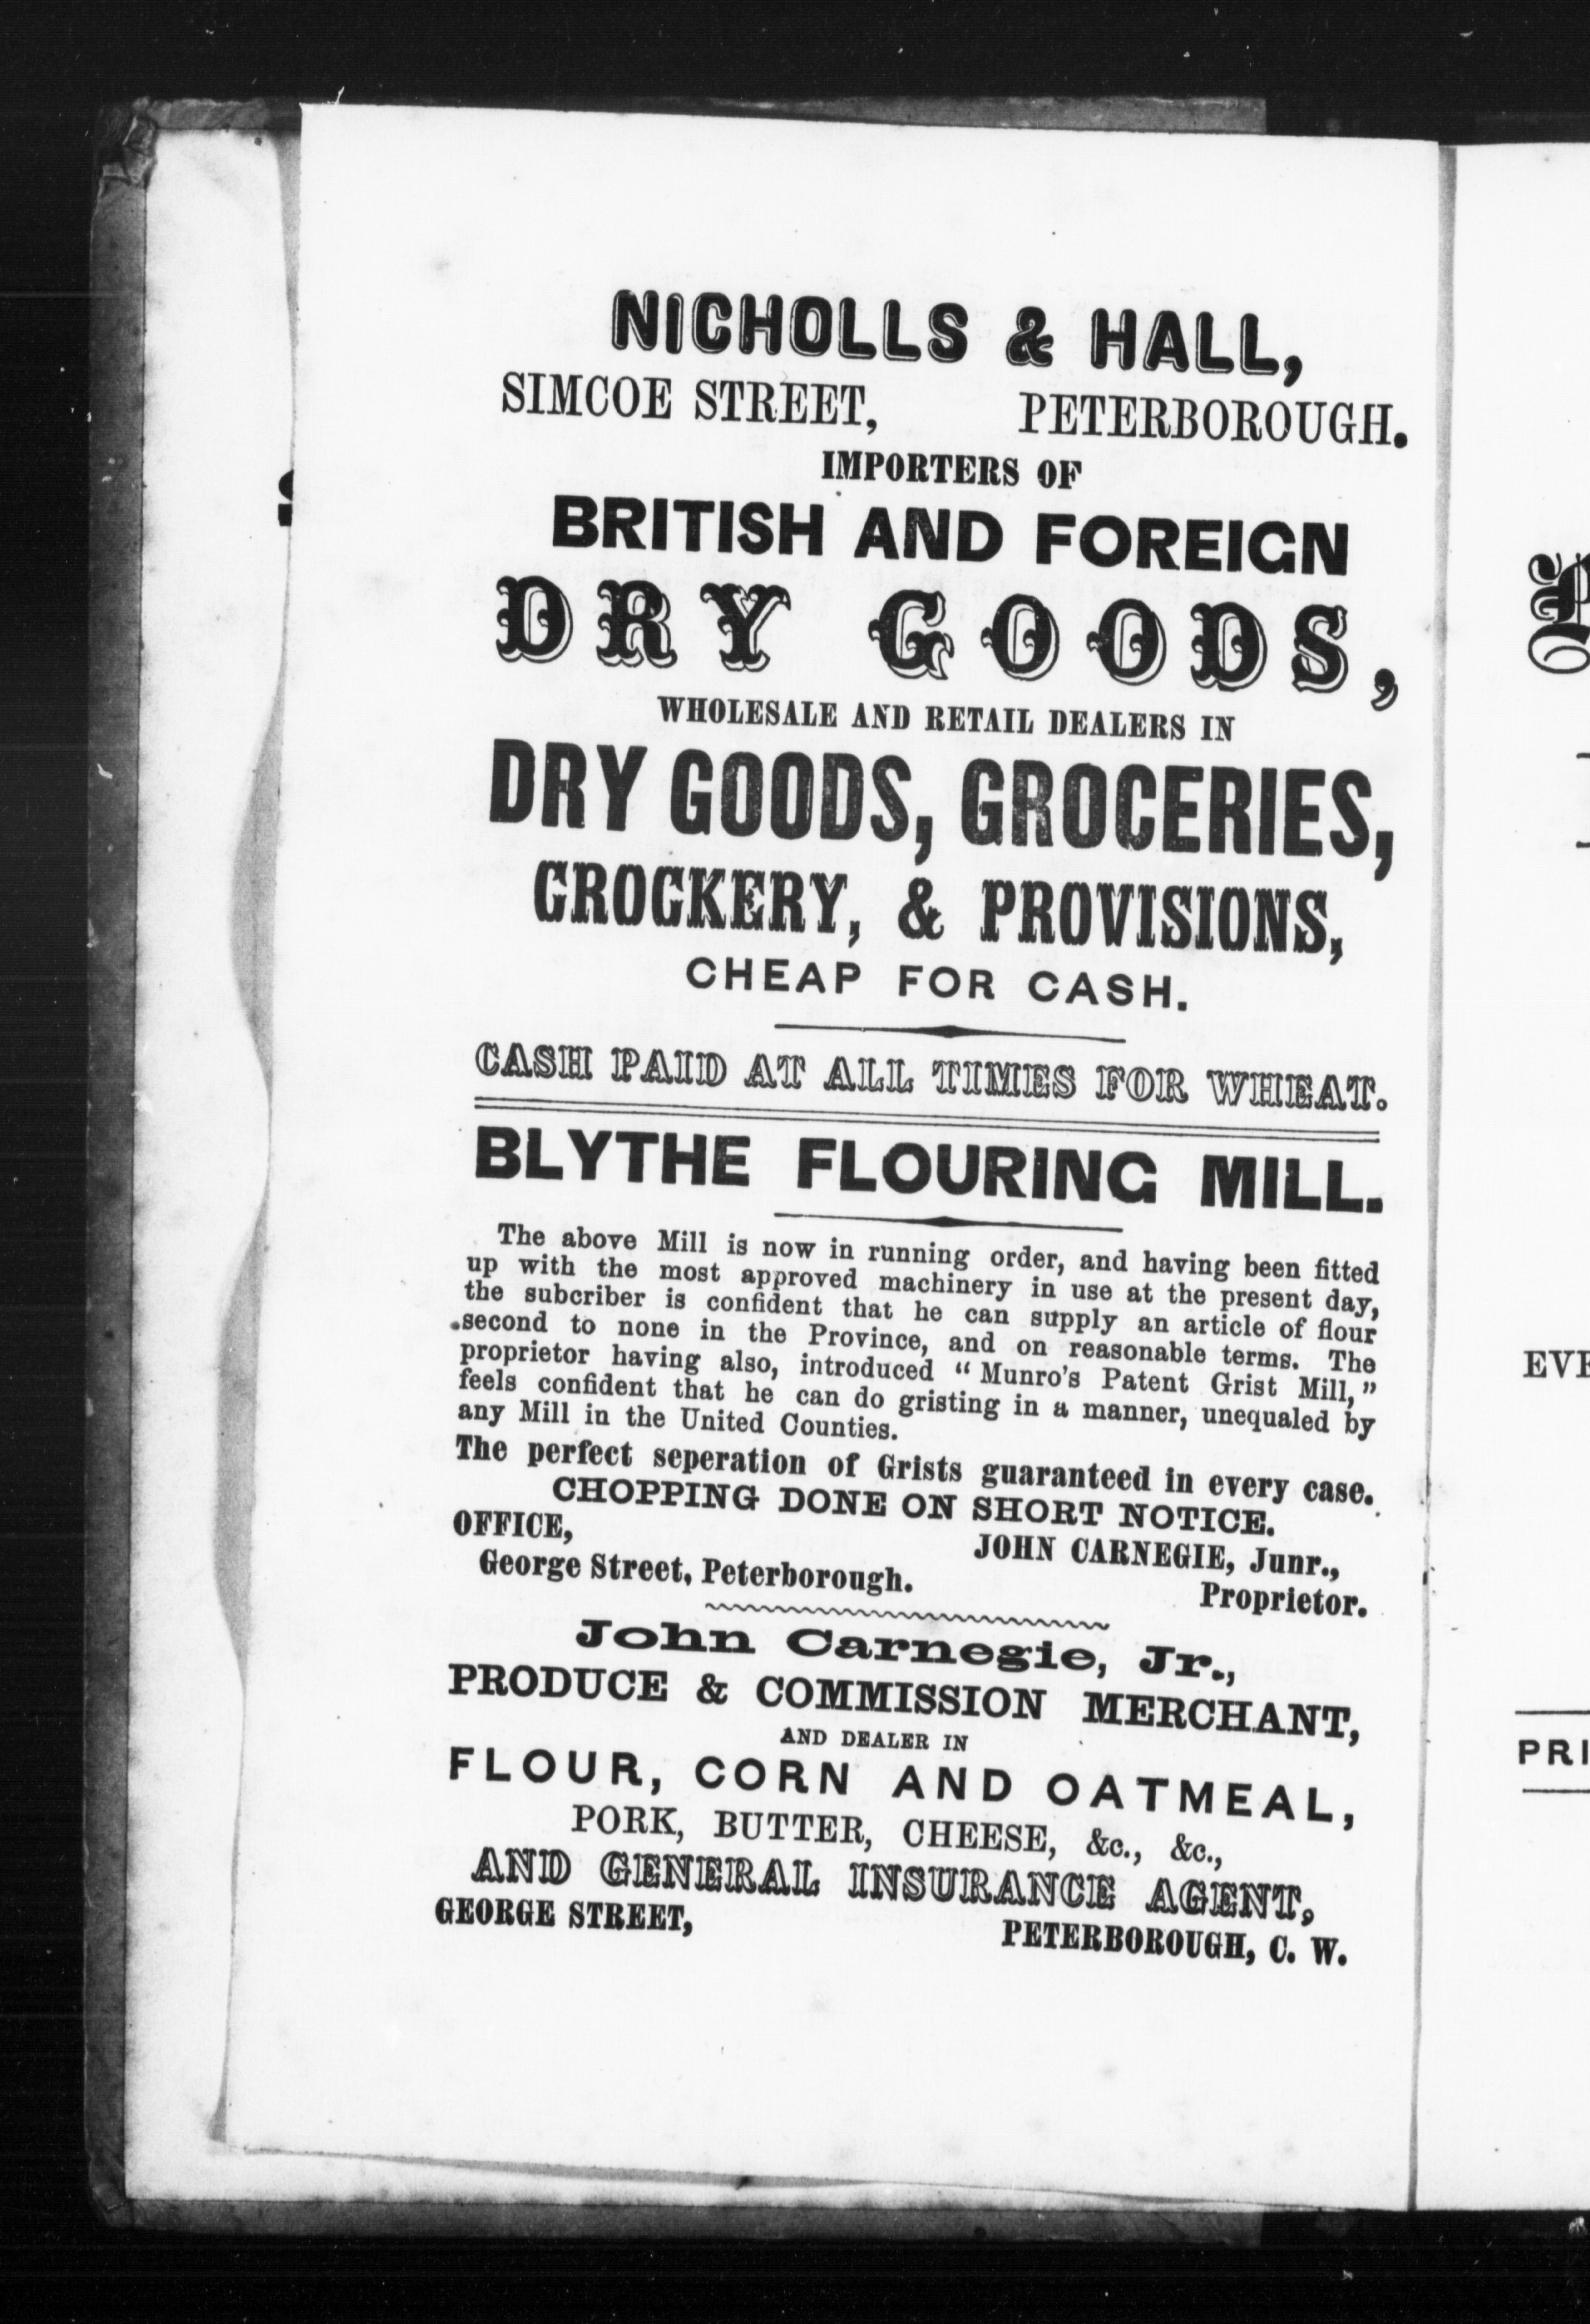 NICHOLLS & HALL,
SIMCOE STREET, PETERBOROUGH.
IMPORTERS OF
BRITISH AND FOREIGN
DRY GOODS,
WHOLESALE AND RETAIL DEALERS IN
DRY GOODS, GROCERIES,
CROCKERY, & PROVISIONS,
CHEAP FOR CASH.
CASH PAID AT ALL TIMES FOR WHEAT.
BLYTHE FLOURING MILL.
The above Mill is now in running order, and having been fitted
up with the most approved machinery in use at the present day,
the subcriber is confident that he can supply an article of flour
second to none in the Province, and on reasonable terms. The
proprietor having also, introduced "Munro's Patent Grist Mill,"
feels confident that he can do gristing in a manner, unequaled by
any Mill in the United Counties.
The perfect seperation of Grists guaranteed in every case.
CHOPPING DONE ON SHORT NOTICE.
OFFICE,
JOHN CARNEGIE, Junr.,
George Street, Peterborough.
Proprietor.
John Carnegie, Jr.,
PRODUCE & COMMISSION MERCHANT,
AND DEALER IN
FLOUR, CORN AND OATMEAL,
PORK, BUTTER, CHEESE, &c., &c.,
AND GENERAL INSURANCE AGENT,
GEORGE STREET, PETERBOROUGH, C. W.
EVE
PRI